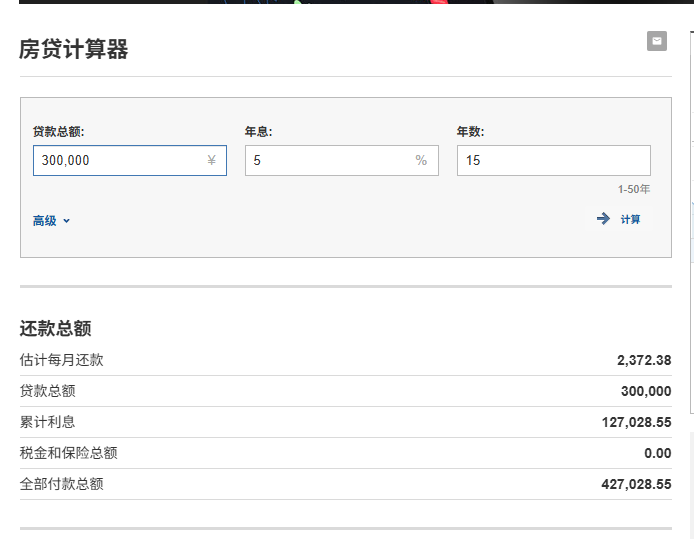 房贷计算器
贷款总额: 年息: 年数:
300,000 ¥ 5 % 15
1-50年
高级 计算
还款总额
估计每月还款 2,372.38
贷款总额 300,000
累计利息 127,028.55
税金和保险总额 0.00
全部付款总额 427,028.55